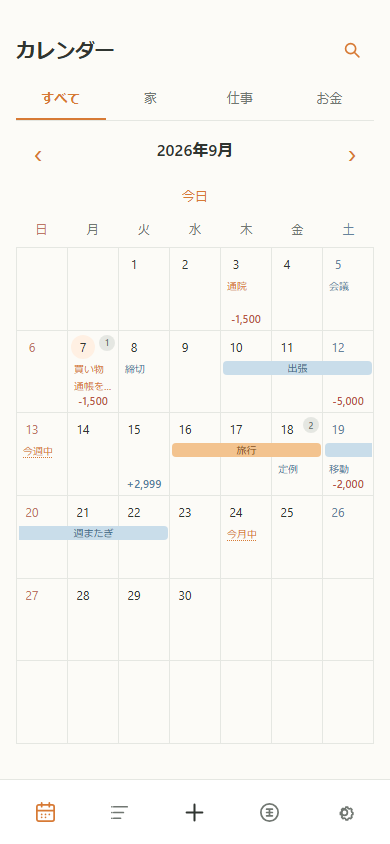 カレンダー
すべて 家 仕事 お金
‹ 2026年9月 ›
今日
日 月 火 水 木 金 土
1 2 3 4 5
通院 会議
-1,500
6 7 1 8 9 10 11 12
買い物 締切 出張
通帳を...
-1,500 -5,000
13 14 15 16 17 18 2 19
今週中 旅行
定例 移動
+2,999 -2,000
20 21 22 23 24 25 26
週またぎ 今月中
27 28 29 30